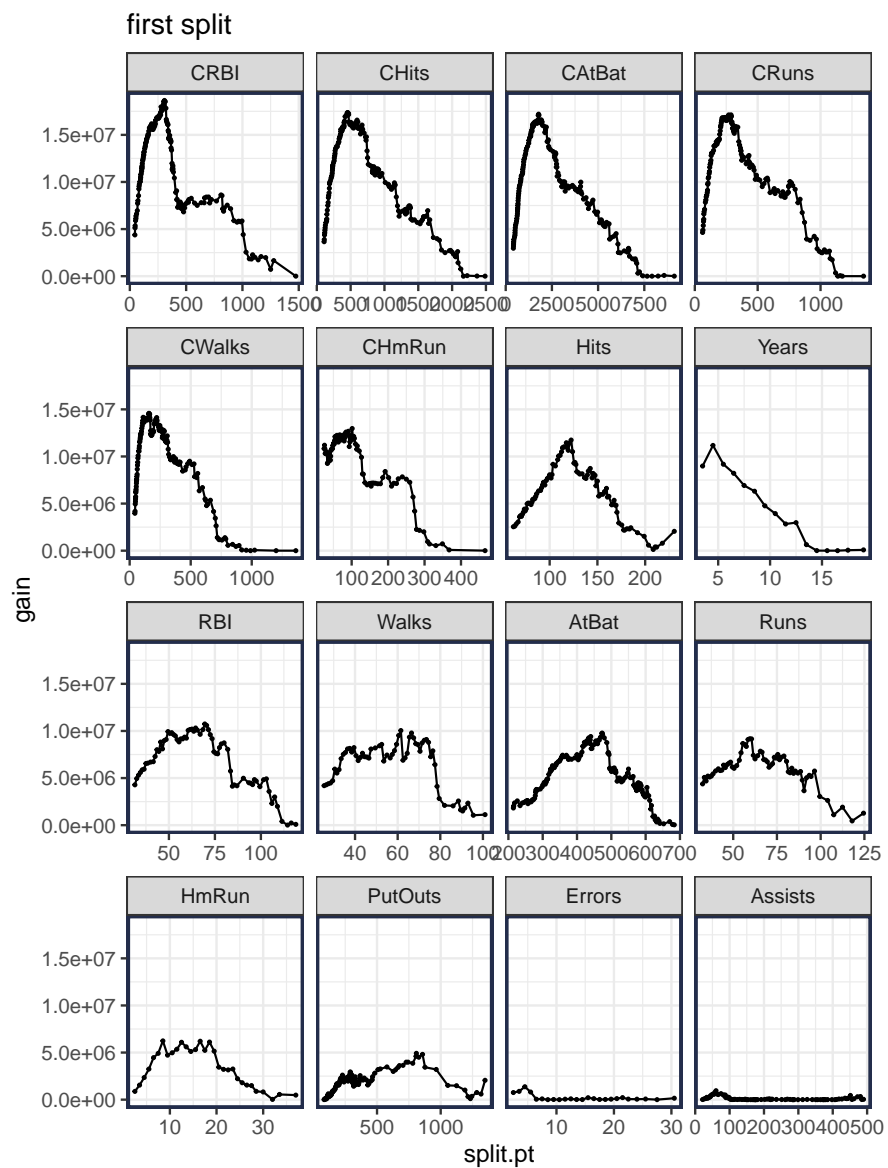 first split
CRBI CHits CAtBat CRuns
1.5e+07
1.0e+07
5.0e+06
0.0e+00
0 500 1000 1500 0 500 1000 1500 2000 2500 0 2500 5000 7500 0 500 1000
CWalks CHmRun Hits Years
1.5e+07
1.0e+07
5.0e+06
0.0e+00
0 500 1000 100 200 300 400 100 150 200 5 10 15
gain
RBI Walks AtBat Runs
1.5e+07
1.0e+07
5.0e+06
0.0e+00
50 75 100 40 60 80 100 200 300 400 500 600 700 50 75 100 125
HmRun PutOuts Errors Assists
1.5e+07
1.0e+07
5.0e+06
0.0e+00
10 20 30 500 1000 10 20 30 0 100 200 300 400 500
split.pt